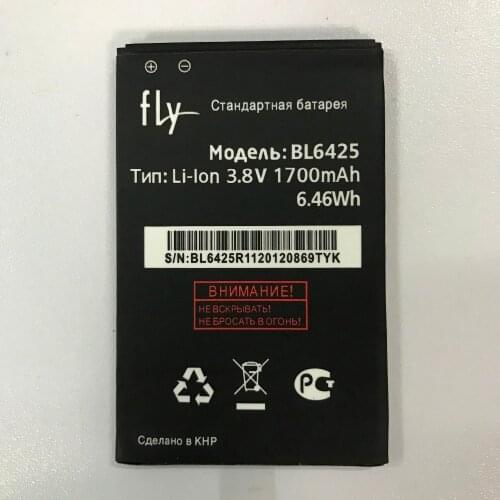 fly Стандартная батарея
Модель: BL6425
Тип: Li-Ion 3.8V 1700mAh
6.46Wh
S/N:BL6425R1120120869TYK
ВНИМАНИЕ!
НЕ ВСКРЫВАТЬ!
НЕ БРОСАТЬ В ОГОНЬ!
Сделано в КНР